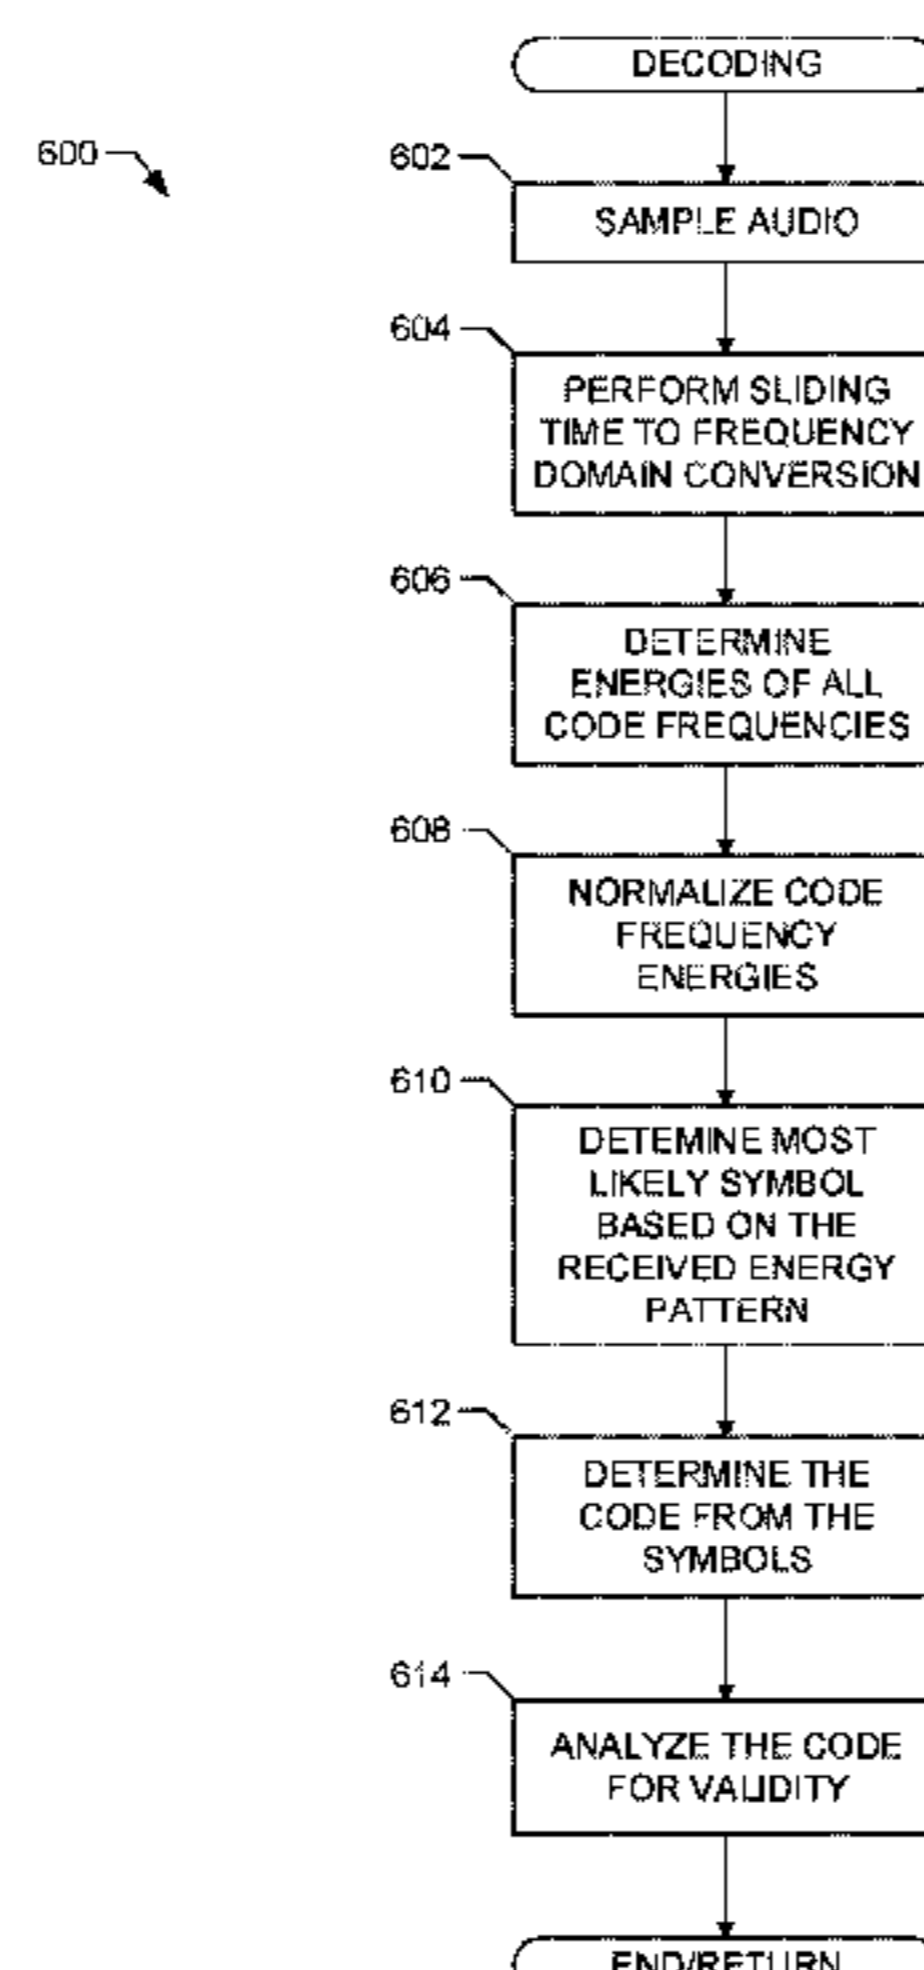 DECODING
600
602
SAMPLE AUDIO
604
PERFORM SLIDING
TIME TO FREQUENCY
DOMAIN CONVERSION
606
DETERMINE
ENERGIES OF ALL
CODE FREQUENCIES
608
NORMALIZE CODE
FREQUENCY
ENERGIES
610
DETEMINE MOST
LIKELY SYMBOL
BASED ON THE
RECEIVED ENERGY
PATTERN
612
DETERMINE THE
CODE FROM THE
SYMBOLS
614
ANALYZE THE CODE
FOR VALIDITY
END/RETURN